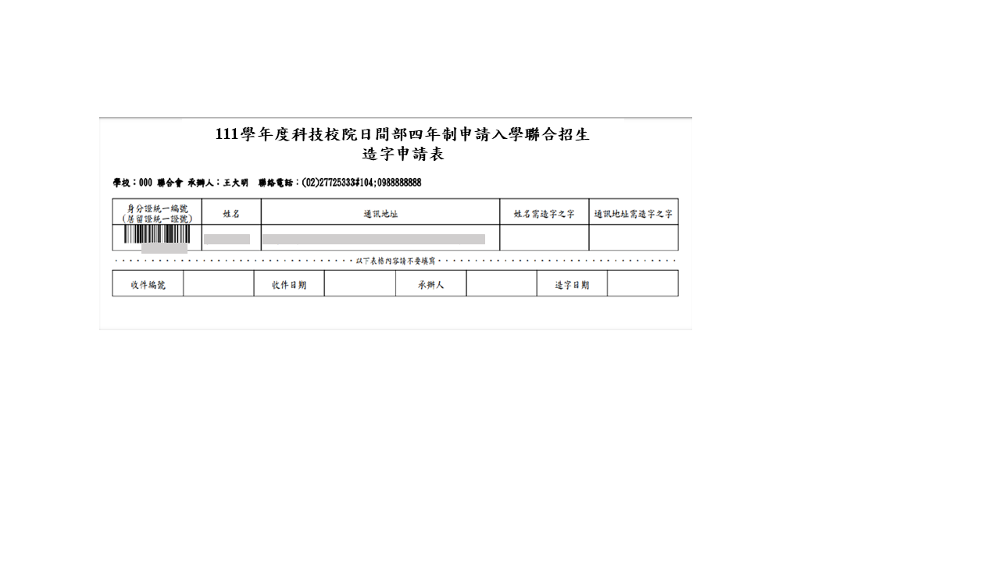 111學年度科技校院日間部四年制申請入學聯合招生
造字申請表
學校：000 聯合會 承辦人：王大明 聯絡電話：(02)27725333#104;0988888888
身分證統一編號
(居留證統一證號)
姓名
通訊地址
姓名需造字之字
通訊地址需造字之字
以下表格內容請不要填寫
收件編號
收件日期
承辦人
造字日期